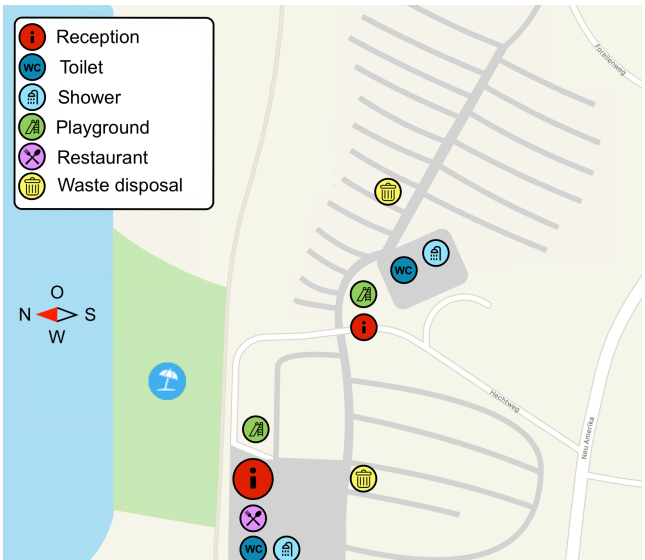 Reception
WC Toilet
Shower
Playground
Restaurant
Waste disposal
Forellenweg
WC
O
N S
W
Hechtweg
Neu Amerika
WC